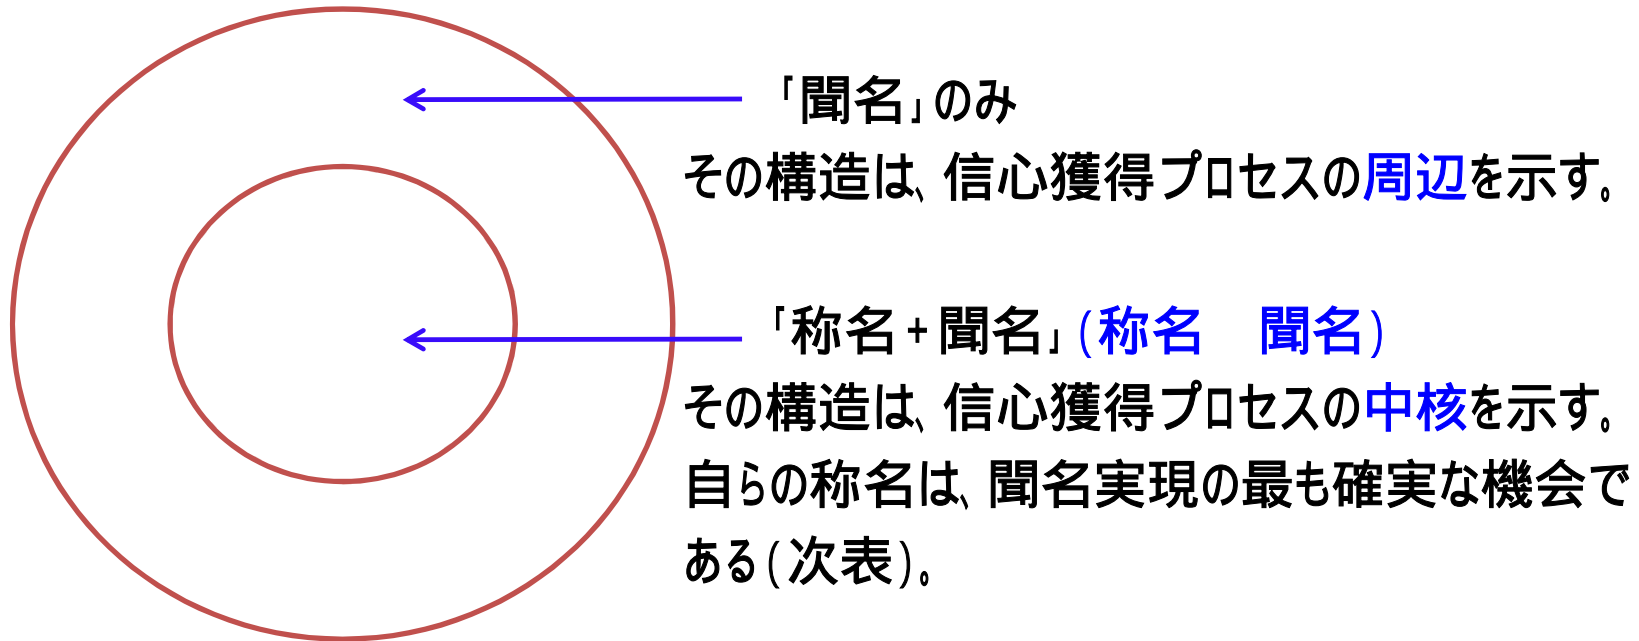 「聞名」のみ
その構造は、信心獲得プロセスの周辺を示す。
「称名+聞名」(称名　聞名)
その構造は、信心獲得プロセスの中核を示す。
自らの称名は、聞名実現の最も確実な機会で
ある(次表)。